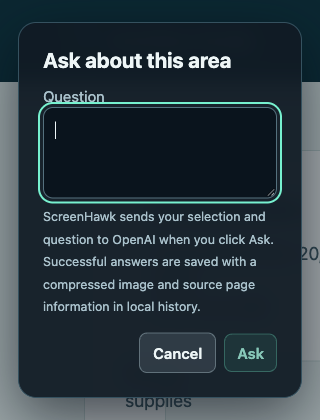 Ask about this area
Question
ScreenHawk sends your selection and
question to OpenAI when you click Ask.
Successful answers are saved with a
compressed image and source page
information in local history.
20,
Cancel
Ask
supplies